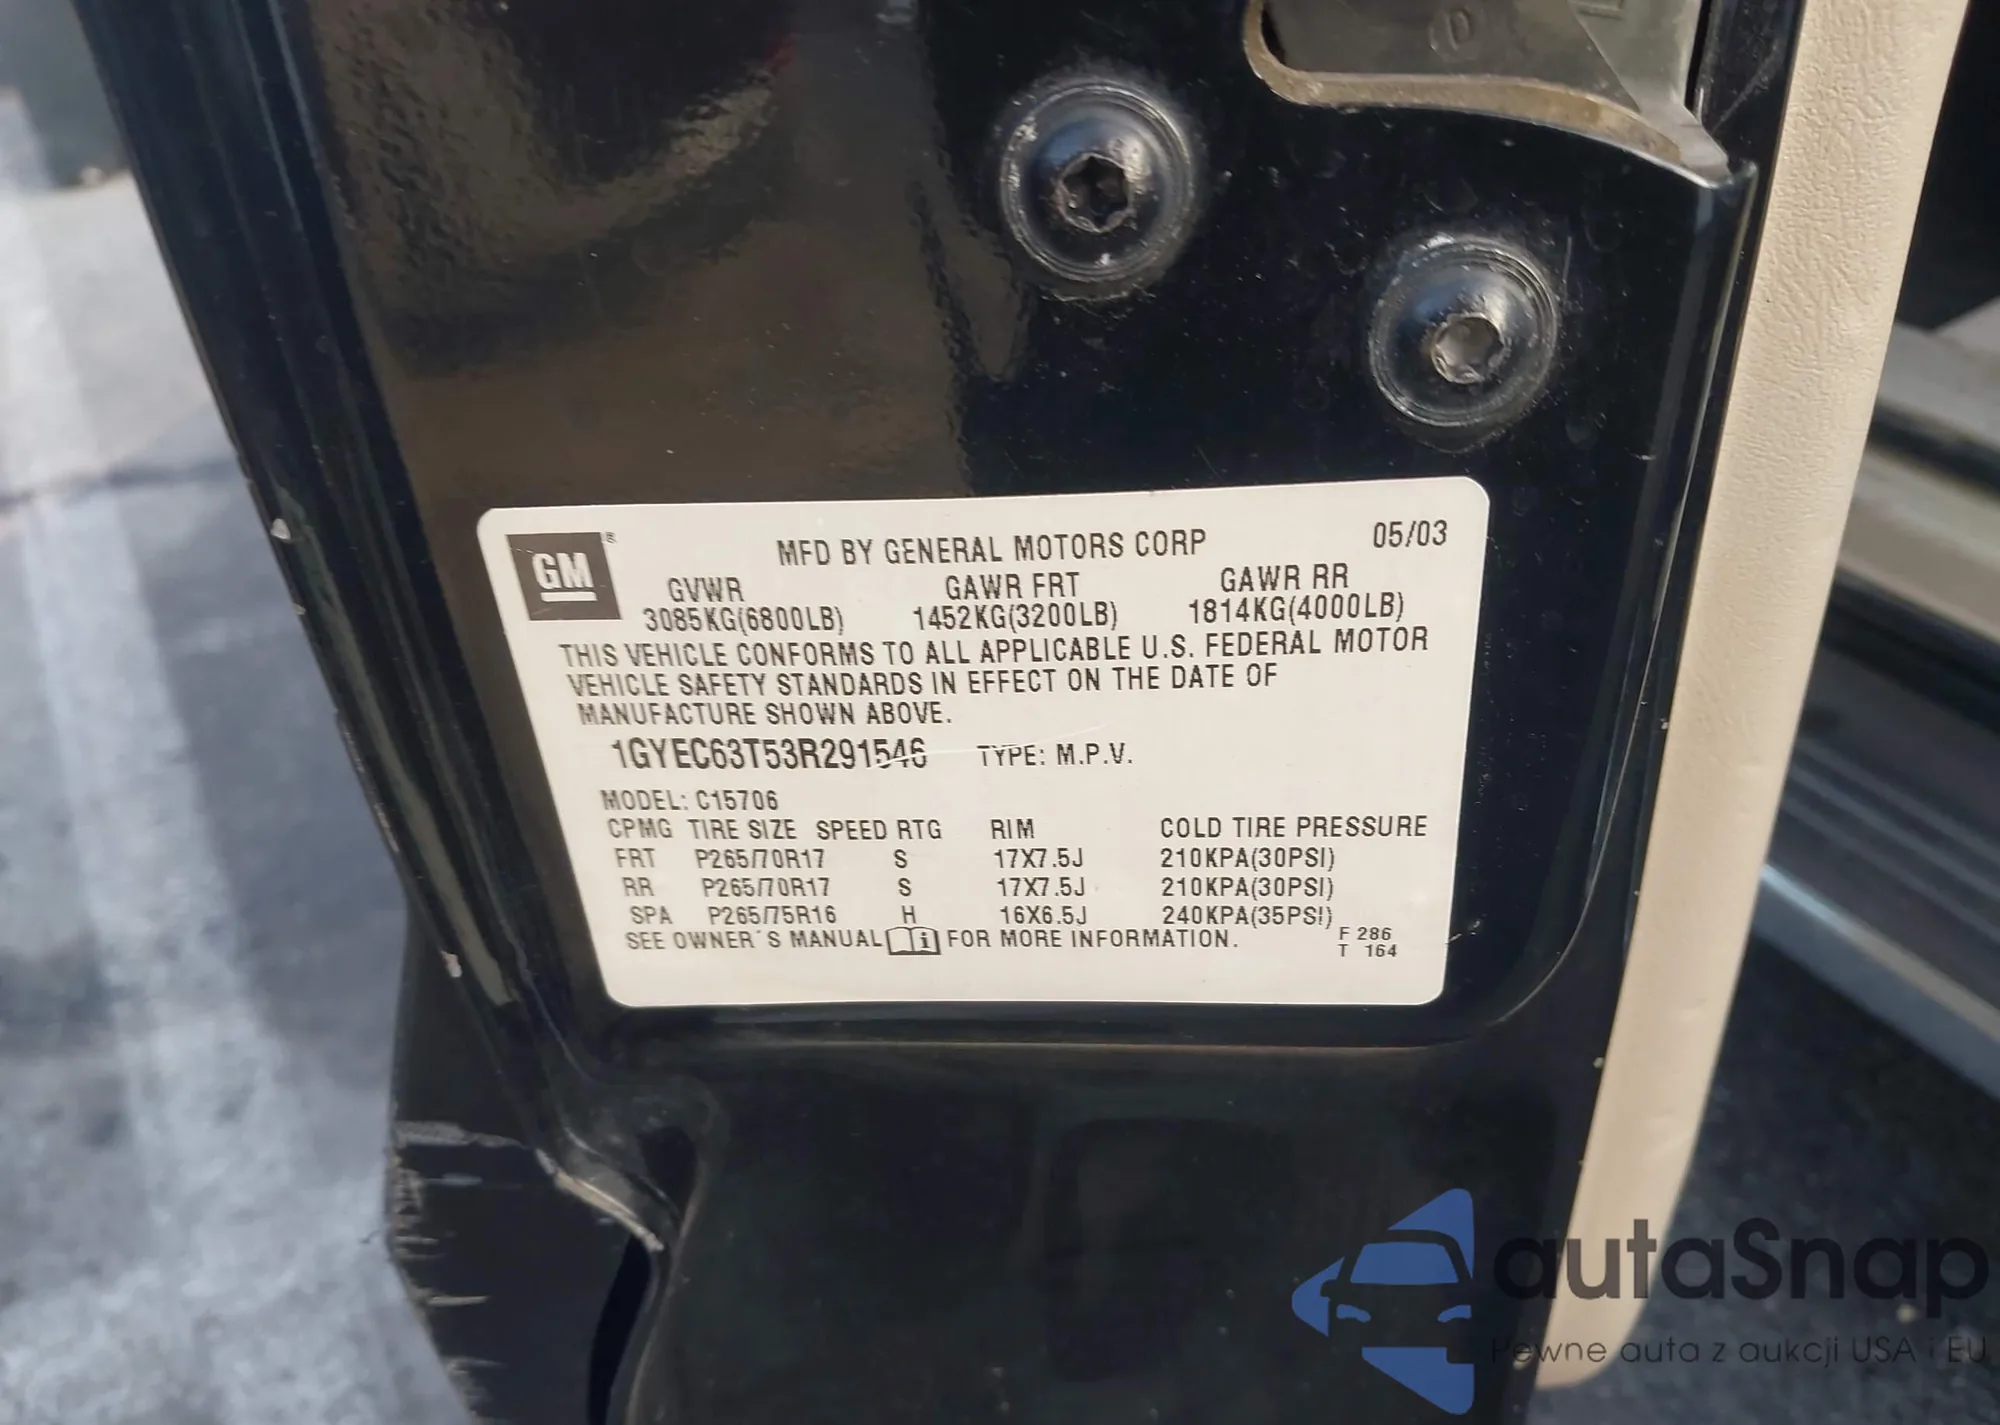 GM ® MFD BY GENERAL MOTORS CORP 05/03
GVWR GAWR FRT GAWR RR
3085KG(6800LB) 1452KG(3200LB) 1814KG(4000LB)
THIS VEHICLE CONFORMS TO ALL APPLICABLE U.S. FEDERAL MOTOR
VEHICLE SAFETY STANDARDS IN EFFECT ON THE DATE OF
MANUFACTURE SHOWN ABOVE.
1GYEC63T53R291546 TYPE: M.P.V.
MODEL: C15706
CPMG TIRE SIZE SPEED RTG RIM COLD TIRE PRESSURE
FRT P265/70R17 S 17X7.5J 210KPA(30PSI)
RR P265/70R17 S 17X7.5J 210KPA(30PSI)
SPA P265/75R16 H 16X6.5J 240KPA(35PSI)
SEE OWNER'S MANUAL i FOR MORE INFORMATION.
F 286
T 164
autaSnap
Pewne auta z aukcji USA i EU